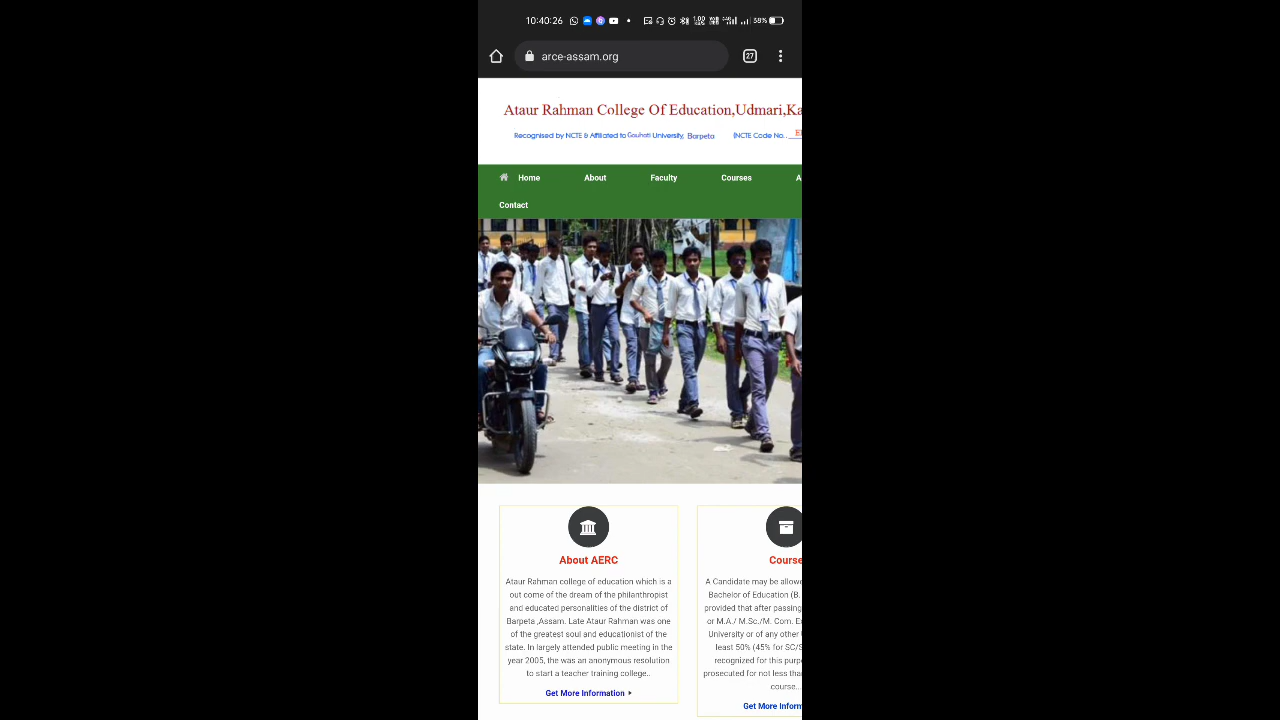 10:40:26
58%
arce-assam.org
27
Ataur Rahman College Of Education,Udmari,Ka
Recognised by NCTE & Affiliated to Gauhati University, Barpeta (NCTE Code No..
Home About Faculty Courses A
Contact
About AERC
Ataur Rahman college of education which is a
out come of the dream of the philanthropist
and educated personalities of the district of
Barpeta ,Assam. Late Ataur Rahman was one
of the greatest soul and educationist of the
state. In largely attended public meeting in the
year 2005, the was an anonymous resolution
to start a teacher training college..
Get More Information
Course
A Candidate may be allowe
Bachelor of Education (B.
provided that after passing
or M.A./ M.Sc./M. Com. E
University or of any other
least 50% (45% for SC/S
recognized for this purp
prosecuted for not less tha
course...
Get More Inform